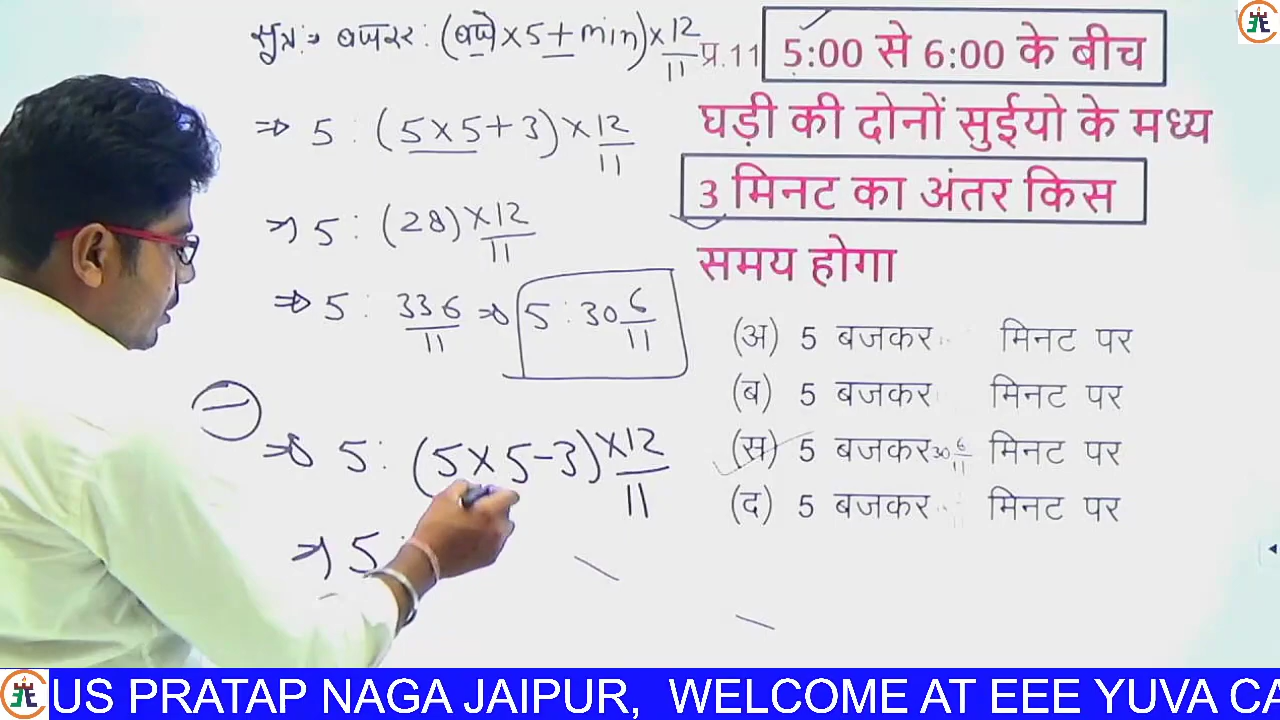 सुत्र:⇒ बजकर : (बजे×5+min)×12/11
⇒ 5 : (5×5+3)×12/11
⇒ 5 : (28)×12/11
⇒ 5 : 336/11 ⇒ 5 : 30 6/11
−
⇒ 5 : (5×5-3)×12/11
⇒ 5 :
प्र.11 5:00 से 6:00 के बीच
घड़ी की दोनों सुईयो के मध्य
3 मिनट का अंतर किस
समय होगा
(अ) 5 बजकर मिनट पर
(ब) 5 बजकर मिनट पर
(स) 5 बजकर 30 6/11 मिनट पर
(द) 5 बजकर मिनट पर
US PRATAP NAGA JAIPUR, WELCOME AT EEE YUVA CA